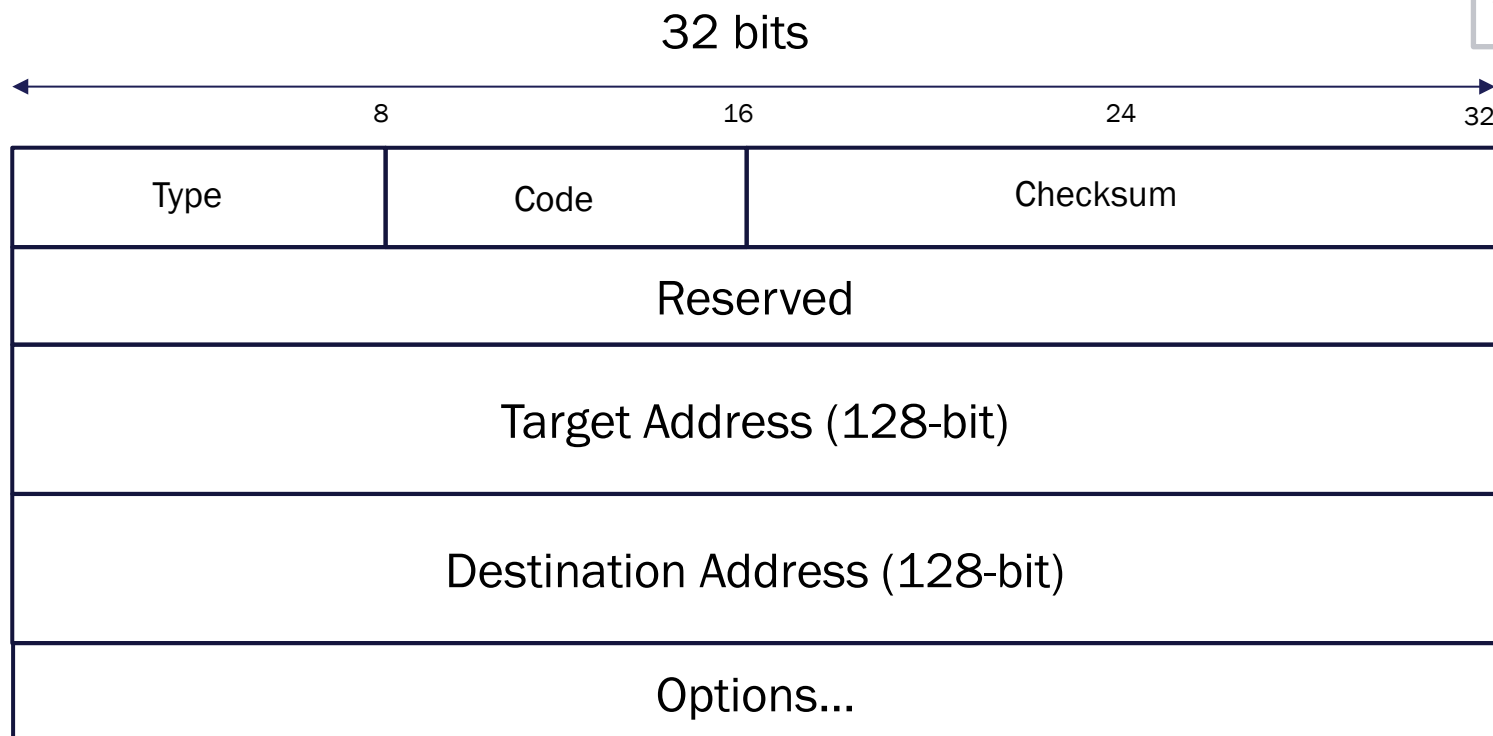 32 bits
8 16 24 32
Type Code Checksum
Reserved
Target Address (128-bit)
Destination Address (128-bit)
Options...